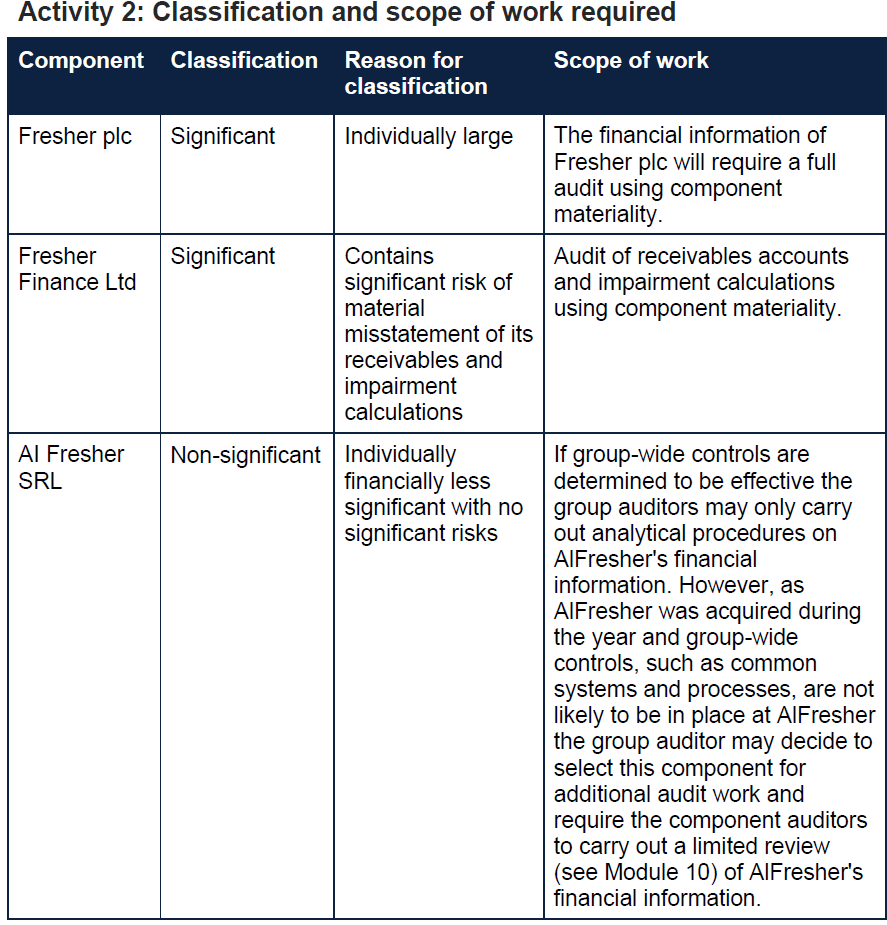 Activity 2: Classification and scope of work required
Component
Classification
Reason for
classification
Scope of work
Fresher plc
Significant
Individually large
The financial information of
Fresher plc will require a full
audit using component
materiality.
Fresher
Finance Ltd
Significant
Contains
significant risk of
material
misstatement of its
receivables and
impairment
calculations
Audit of receivables accounts
and impairment calculations
using component materiality.
AI Fresher
SRL
Non-significant
Individually
financially less
significant with no
significant risks
If group-wide controls are
determined to be effective the
group auditors may only carry
out analytical procedures on
AIFresher's financial
information. However, as
AIFresher was acquired during
the year and group-wide
controls, such as common
systems and processes, are not
likely to be in place at AIFresher
the group auditor may decide to
select this component for
additional audit work and
require the component auditors
to carry out a limited review
(see Module 10) of AIFresher's
financial information.